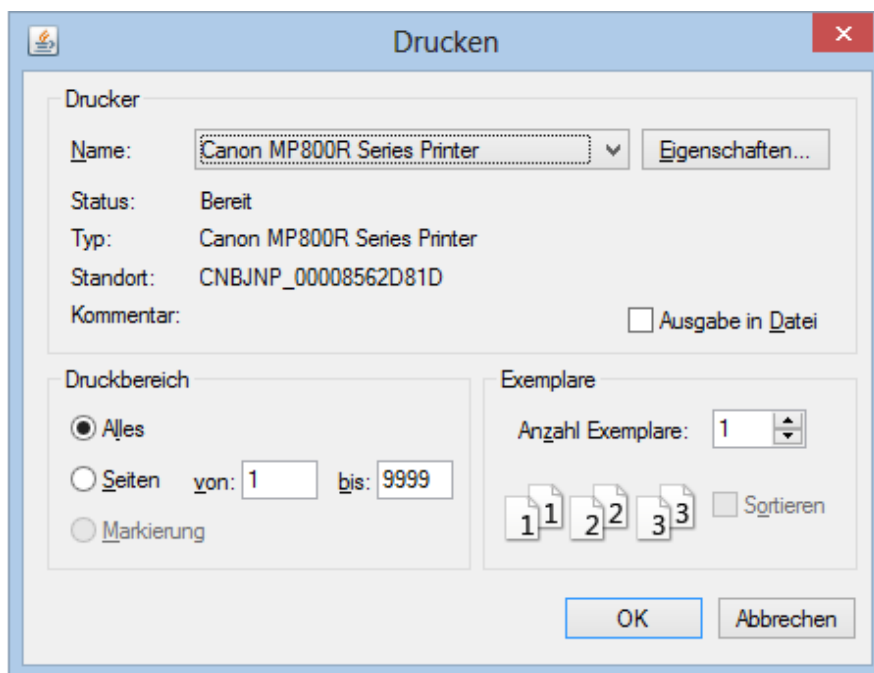 Drucken
Drucker
Name: Canon MP800R Series Printer Eigenschaften...
Status: Bereit
Typ: Canon MP800R Series Printer
Standort: CNBJNP_00008562D81D
Kommentar: Ausgabe in Datei
Druckbereich
Alles
Seiten von: 1 bis: 9999
Markierung
Exemplare
Anzahl Exemplare: 1
1 1 2 2 3 3 Sortieren
OK Abbrechen